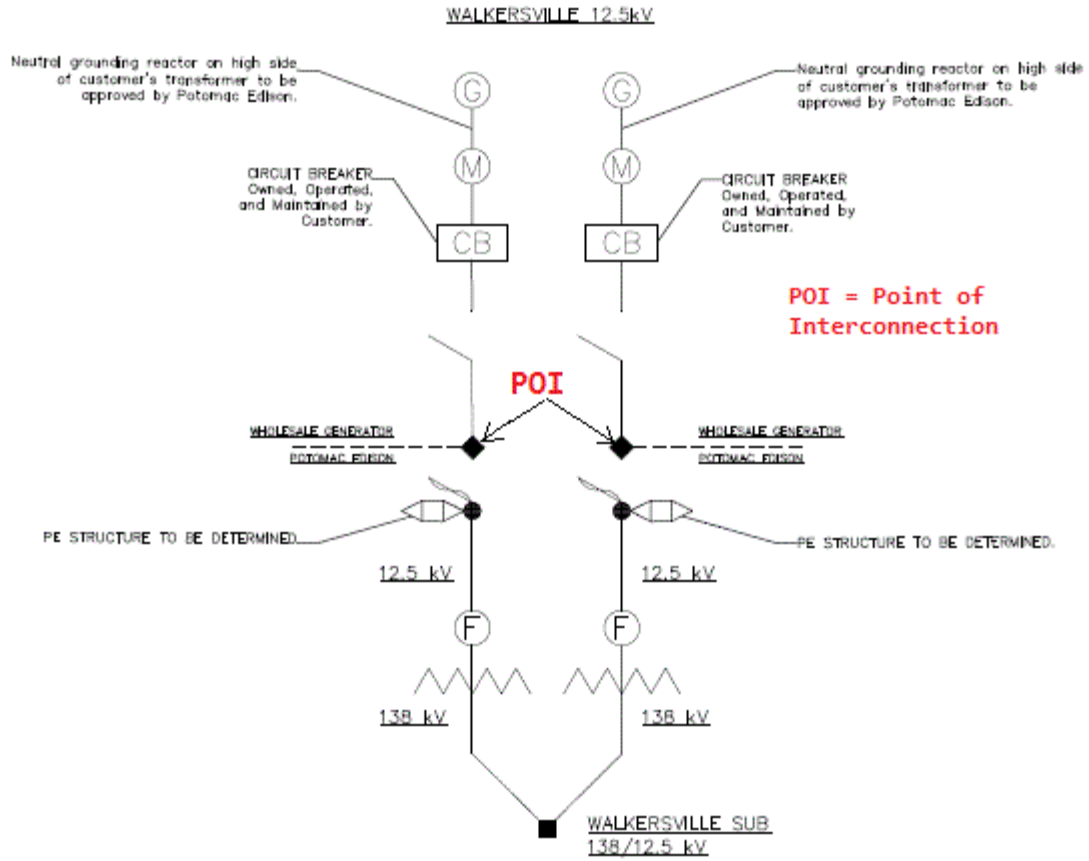 WALKERSVILLE 12.5kV
Neutral grounding reactor on high side
of customer's transformer to be
approved by Potomac Edison.
Neutral grounding reactor on high side
of customer's transformer to be
approved by Potomac Edison.
G
G
M
M
CIRCUIT BREAKER
Owned, Operated,
and Maintained by
Customer.
CIRCUIT BREAKER
Owned, Operated,
and Maintained by
Customer.
CB
CB
POI = Point of
Interconnection
POI
WHOLESALE GENERATOR
POTOMAC EDISON
WHOLESALE GENERATOR
POTOMAC EDISON
PE STRUCTURE TO BE DETERMINED
PE STRUCTURE TO BE DETERMINED.
12.5 kV
12.5 kV
F
F
138 kV
138 kV
WALKERSVILLE SUB
138/12.5 kV